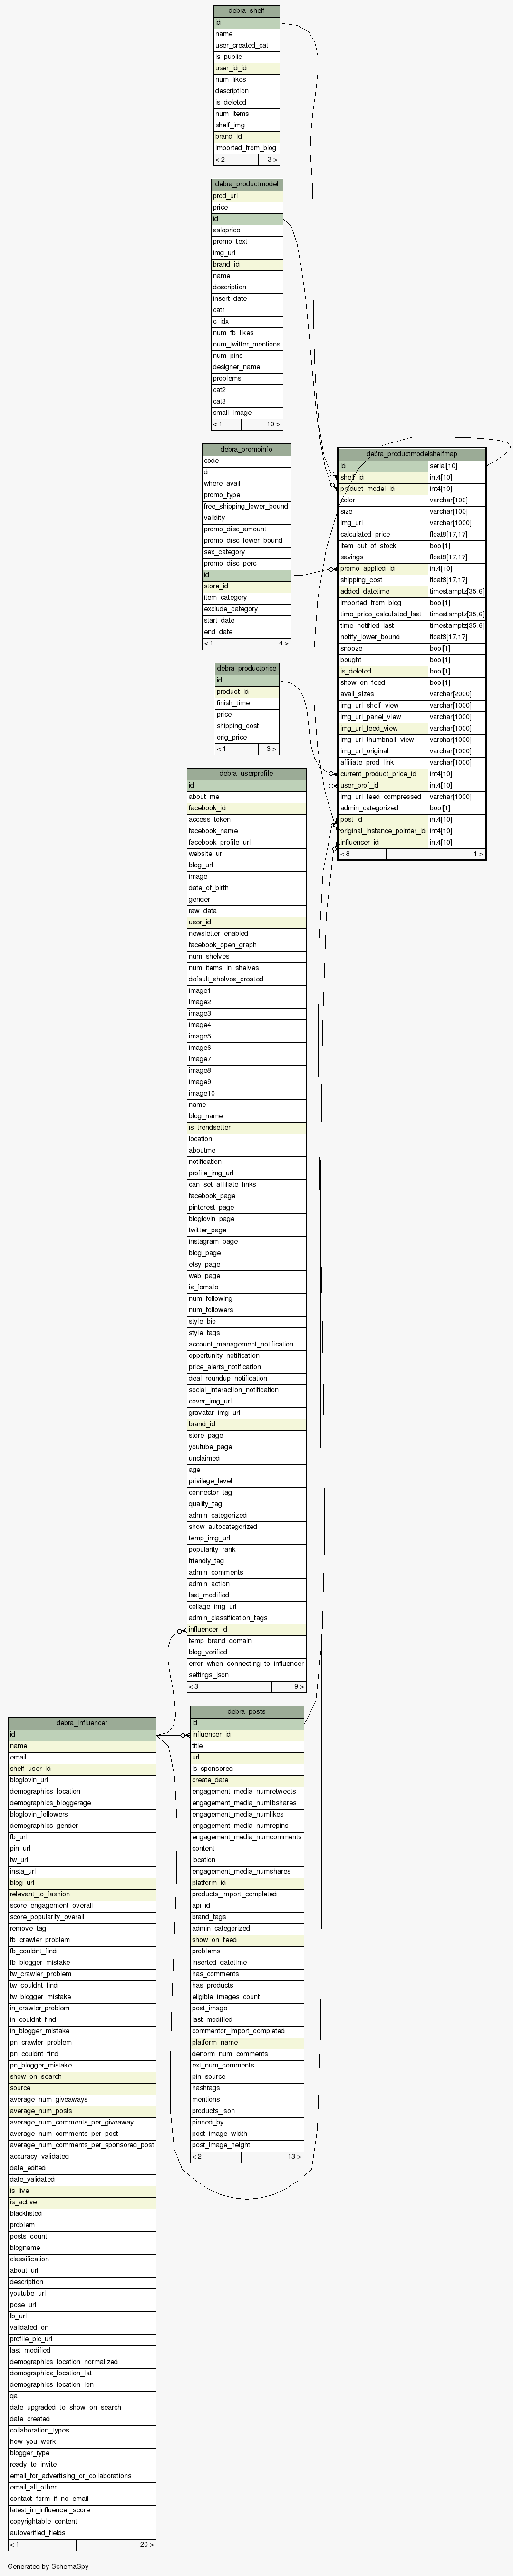 debra_shelf
id
name
user_created_cat
is_public
user_id_id
num_likes
description
is_deleted
num_items
shelf_img
brand_id
imported_from_blog
< 2 3 >
debra_productmodel
prod_url
price
id
saleprice
promo_text
img_url
brand_id
name
description
insert_date
cat1
c_idx
num_fb_likes
num_twitter_mentions
num_pins
designer_name
problems
cat2
cat3
small_image
< 1 10 >
debra_promoinfo
code
d
where_avail
promo_type
free_shipping_lower_bound
validity
promo_disc_amount
promo_disc_lower_bound
sex_category
promo_disc_perc
id
store_id
item_category
exclude_category
start_date
end_date
< 1 4 >
debra_productmodelshelfmap
id serial[10]
shelf_id int4[10]
product_model_id int4[10]
color varchar[100]
size varchar[100]
img_url varchar[1000]
calculated_price float8[17,17]
item_out_of_stock bool[1]
savings float8[17,17]
promo_applied_id int4[10]
shipping_cost float8[17,17]
added_datetime timestamptz[35,6]
imported_from_blog bool[1]
time_price_calculated_last timestamptz[35,6]
time_notified_last timestamptz[35,6]
notify_lower_bound float8[17,17]
snooze bool[1]
bought bool[1]
is_deleted bool[1]
show_on_feed bool[1]
avail_sizes varchar[2000]
img_url_shelf_view varchar[1000]
img_url_panel_view varchar[1000]
img_url_feed_view varchar[1000]
img_url_thumbnail_view varchar[1000]
img_url_original varchar[1000]
affiliate_prod_link varchar[1000]
current_product_price_id int4[10]
user_prof_id int4[10]
img_url_feed_compressed varchar[1000]
admin_categorized bool[1]
post_id int4[10]
original_instance_pointer_id int4[10]
influencer_id int4[10]
< 8 1 >
debra_productprice
id
product_id
finish_time
price
shipping_cost
orig_price
< 1 3 >
debra_userprofile
id
about_me
facebook_id
access_token
facebook_name
facebook_profile_url
website_url
blog_url
image
date_of_birth
gender
raw_data
user_id
newsletter_enabled
facebook_open_graph
num_shelves
num_items_in_shelves
default_shelves_created
image1
image2
image3
image4
image5
image6
image7
image8
image9
image10
name
blog_name
is_trendsetter
location
aboutme
notification
profile_img_url
can_set_affiliate_links
facebook_page
pinterest_page
bloglovin_page
twitter_page
instagram_page
blog_page
etsy_page
web_page
is_female
num_following
num_followers
style_bio
style_tags
account_management_notification
opportunity_notification
price_alerts_notification
deal_roundup_notification
social_interaction_notification
cover_img_url
gravatar_img_url
brand_id
store_page
youtube_page
unclaimed
age
privilege_level
connector_tag
quality_tag
admin_categorized
show_autocategorized
temp_img_url
popularity_rank
friendly_tag
admin_comments
admin_action
last_modified
collage_img_url
admin_classification_tags
influencer_id
temp_brand_domain
blog_verified
error_when_connecting_to_influencer
settings_json
< 3 9 >
debra_posts
id
influencer_id
title
url
is_sponsored
create_date
engagement_media_numretweets
engagement_media_numfbshares
engagement_media_numlikes
engagement_media_numrepins
engagement_media_numcomments
content
location
engagement_media_numshares
platform_id
products_import_completed
api_id
brand_tags
admin_categorized
show_on_feed
problems
inserted_datetime
has_comments
has_products
eligible_images_count
post_image
last_modified
commentor_import_completed
platform_name
denorm_num_comments
ext_num_comments
pin_source
hashtags
mentions
products_json
pinned_by
post_image_width
post_image_height
< 2 13 >
debra_influencer
id
name
email
shelf_user_id
bloglovin_url
demographics_location
demographics_bloggerage
bloglovin_followers
demographics_gender
fb_url
pin_url
tw_url
insta_url
blog_url
relevant_to_fashion
score_engagement_overall
score_popularity_overall
remove_tag
fb_crawler_problem
fb_couldnt_find
fb_blogger_mistake
tw_crawler_problem
tw_couldnt_find
tw_blogger_mistake
in_crawler_problem
in_couldnt_find
in_blogger_mistake
pn_crawler_problem
pn_couldnt_find
pn_blogger_mistake
show_on_search
source
average_num_giveaways
average_num_posts
average_num_comments_per_giveaway
average_num_comments_per_post
average_num_comments_per_sponsored_post
accuracy_validated
date_edited
date_validated
is_live
is_active
blacklisted
problem
posts_count
blogname
classification
about_url
description
youtube_url
pose_url
lb_url
validated_on
profile_pic_url
last_modified
demographics_location_normalized
demographics_location_lat
demographics_location_lon
qa
date_upgraded_to_show_on_search
date_created
collaboration_types
how_you_work
blogger_type
ready_to_invite
email_for_advertising_or_collaborations
email_all_other
contact_form_if_no_email
latest_in_influencer_score
copyrightable_content
autoverified_fields
< 1 20 >
Generated by SchemaSpy